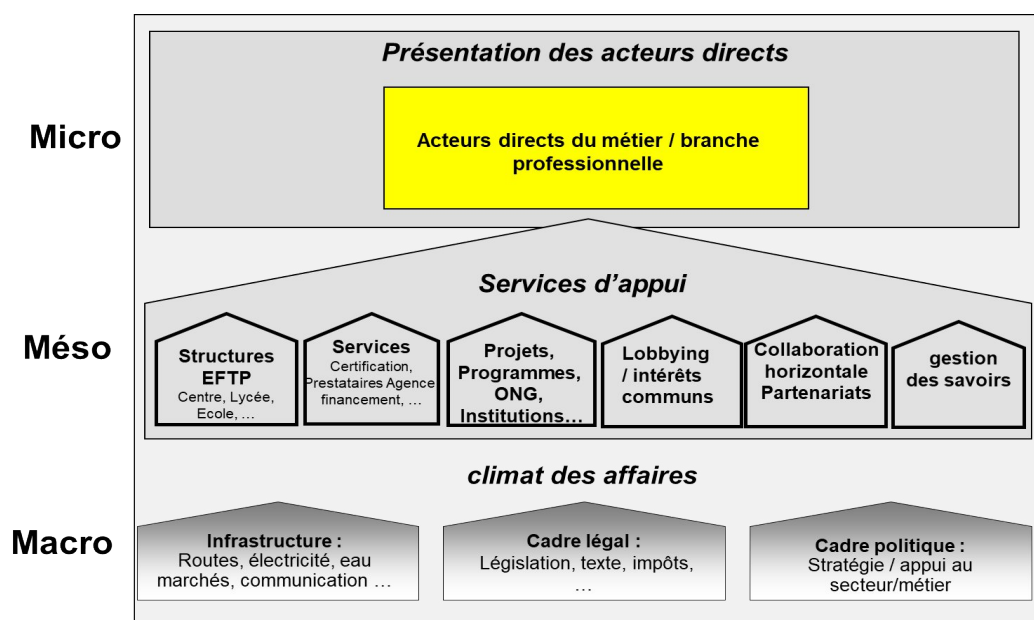 Présentation des acteurs directs
Micro
Acteurs directs du métier / branche
professionnelle
Services d’appui
Méso
Structures
EFTP
Centre, Lycée,
Ecole, …
Services
Certification,
Prestataires Agence
financement, …
Projets,
Programmes,
ONG,
Institutions…
Lobbying
/ intérêts
communs
Collaboration
horizontale
Partenariats
gestion
des savoirs
climat des affaires
Macro
Infrastructure :
Routes, électricité, eau
marchés, communication …
Cadre légal :
Législation, texte, impôts,
…
Cadre politique :
Stratégie / appui au
secteur/métier